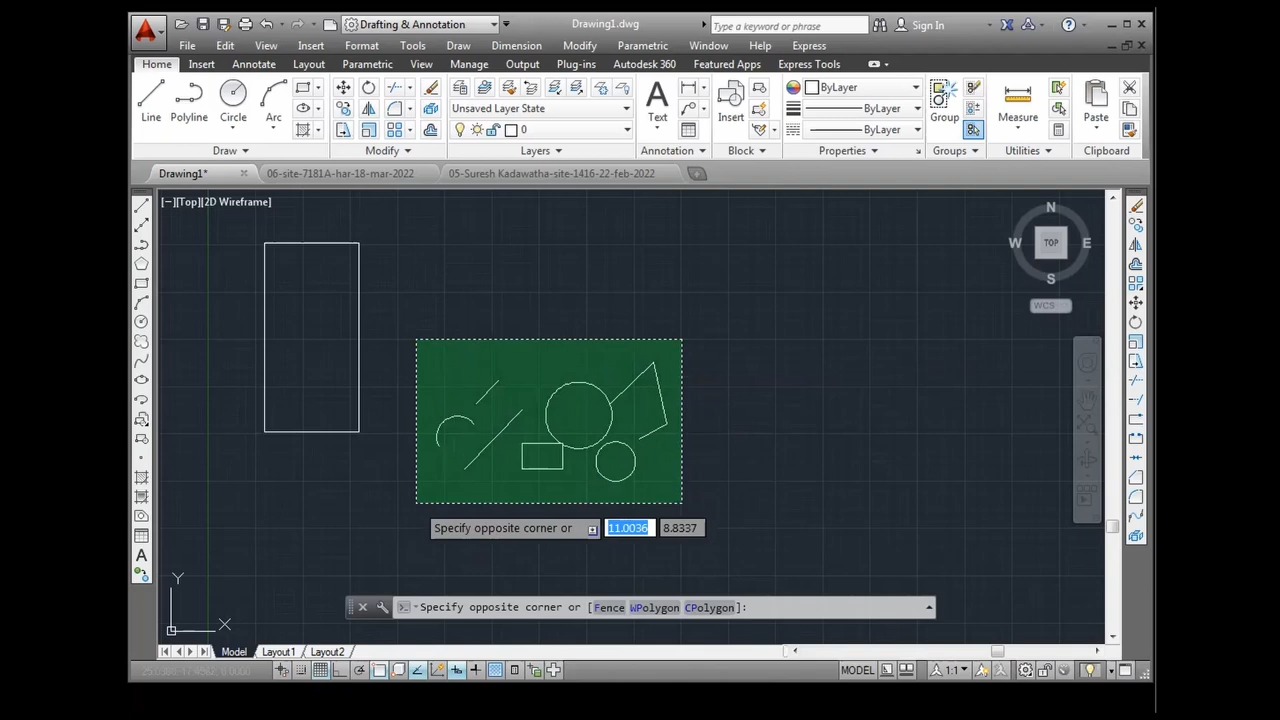 Drafting & Annotation
Drawing1.dwg
Type a keyword or phrase
Sign In
File Edit View Insert Format Tools Draw Dimension Modify Parametric Window Help Express
Home Insert Annotate Layout Parametric View Manage Output Plug-ins Autodesk 360 Featured Apps Express Tools
Line Polyline Circle Arc
Unsaved Layer State
0
Text
Insert
ByLayer
ByLayer
ByLayer
Group
Measure
Paste
Draw Modify Layers Annotation Block Properties Groups Utilities Clipboard
Drawing1* 06-site-7181A-har-18-mar-2022 05-Suresh Kadawatha-site-1416-22-feb-2022
[−][Top][2D Wireframe]
N
W TOP E
S
WCS
Specify opposite corner or 11.0036 8.8337
A
Y
X
Specify opposite corner or [Fence WPolygon CPolygon]:
Model Layout1 Layout2
MODEL 1:1